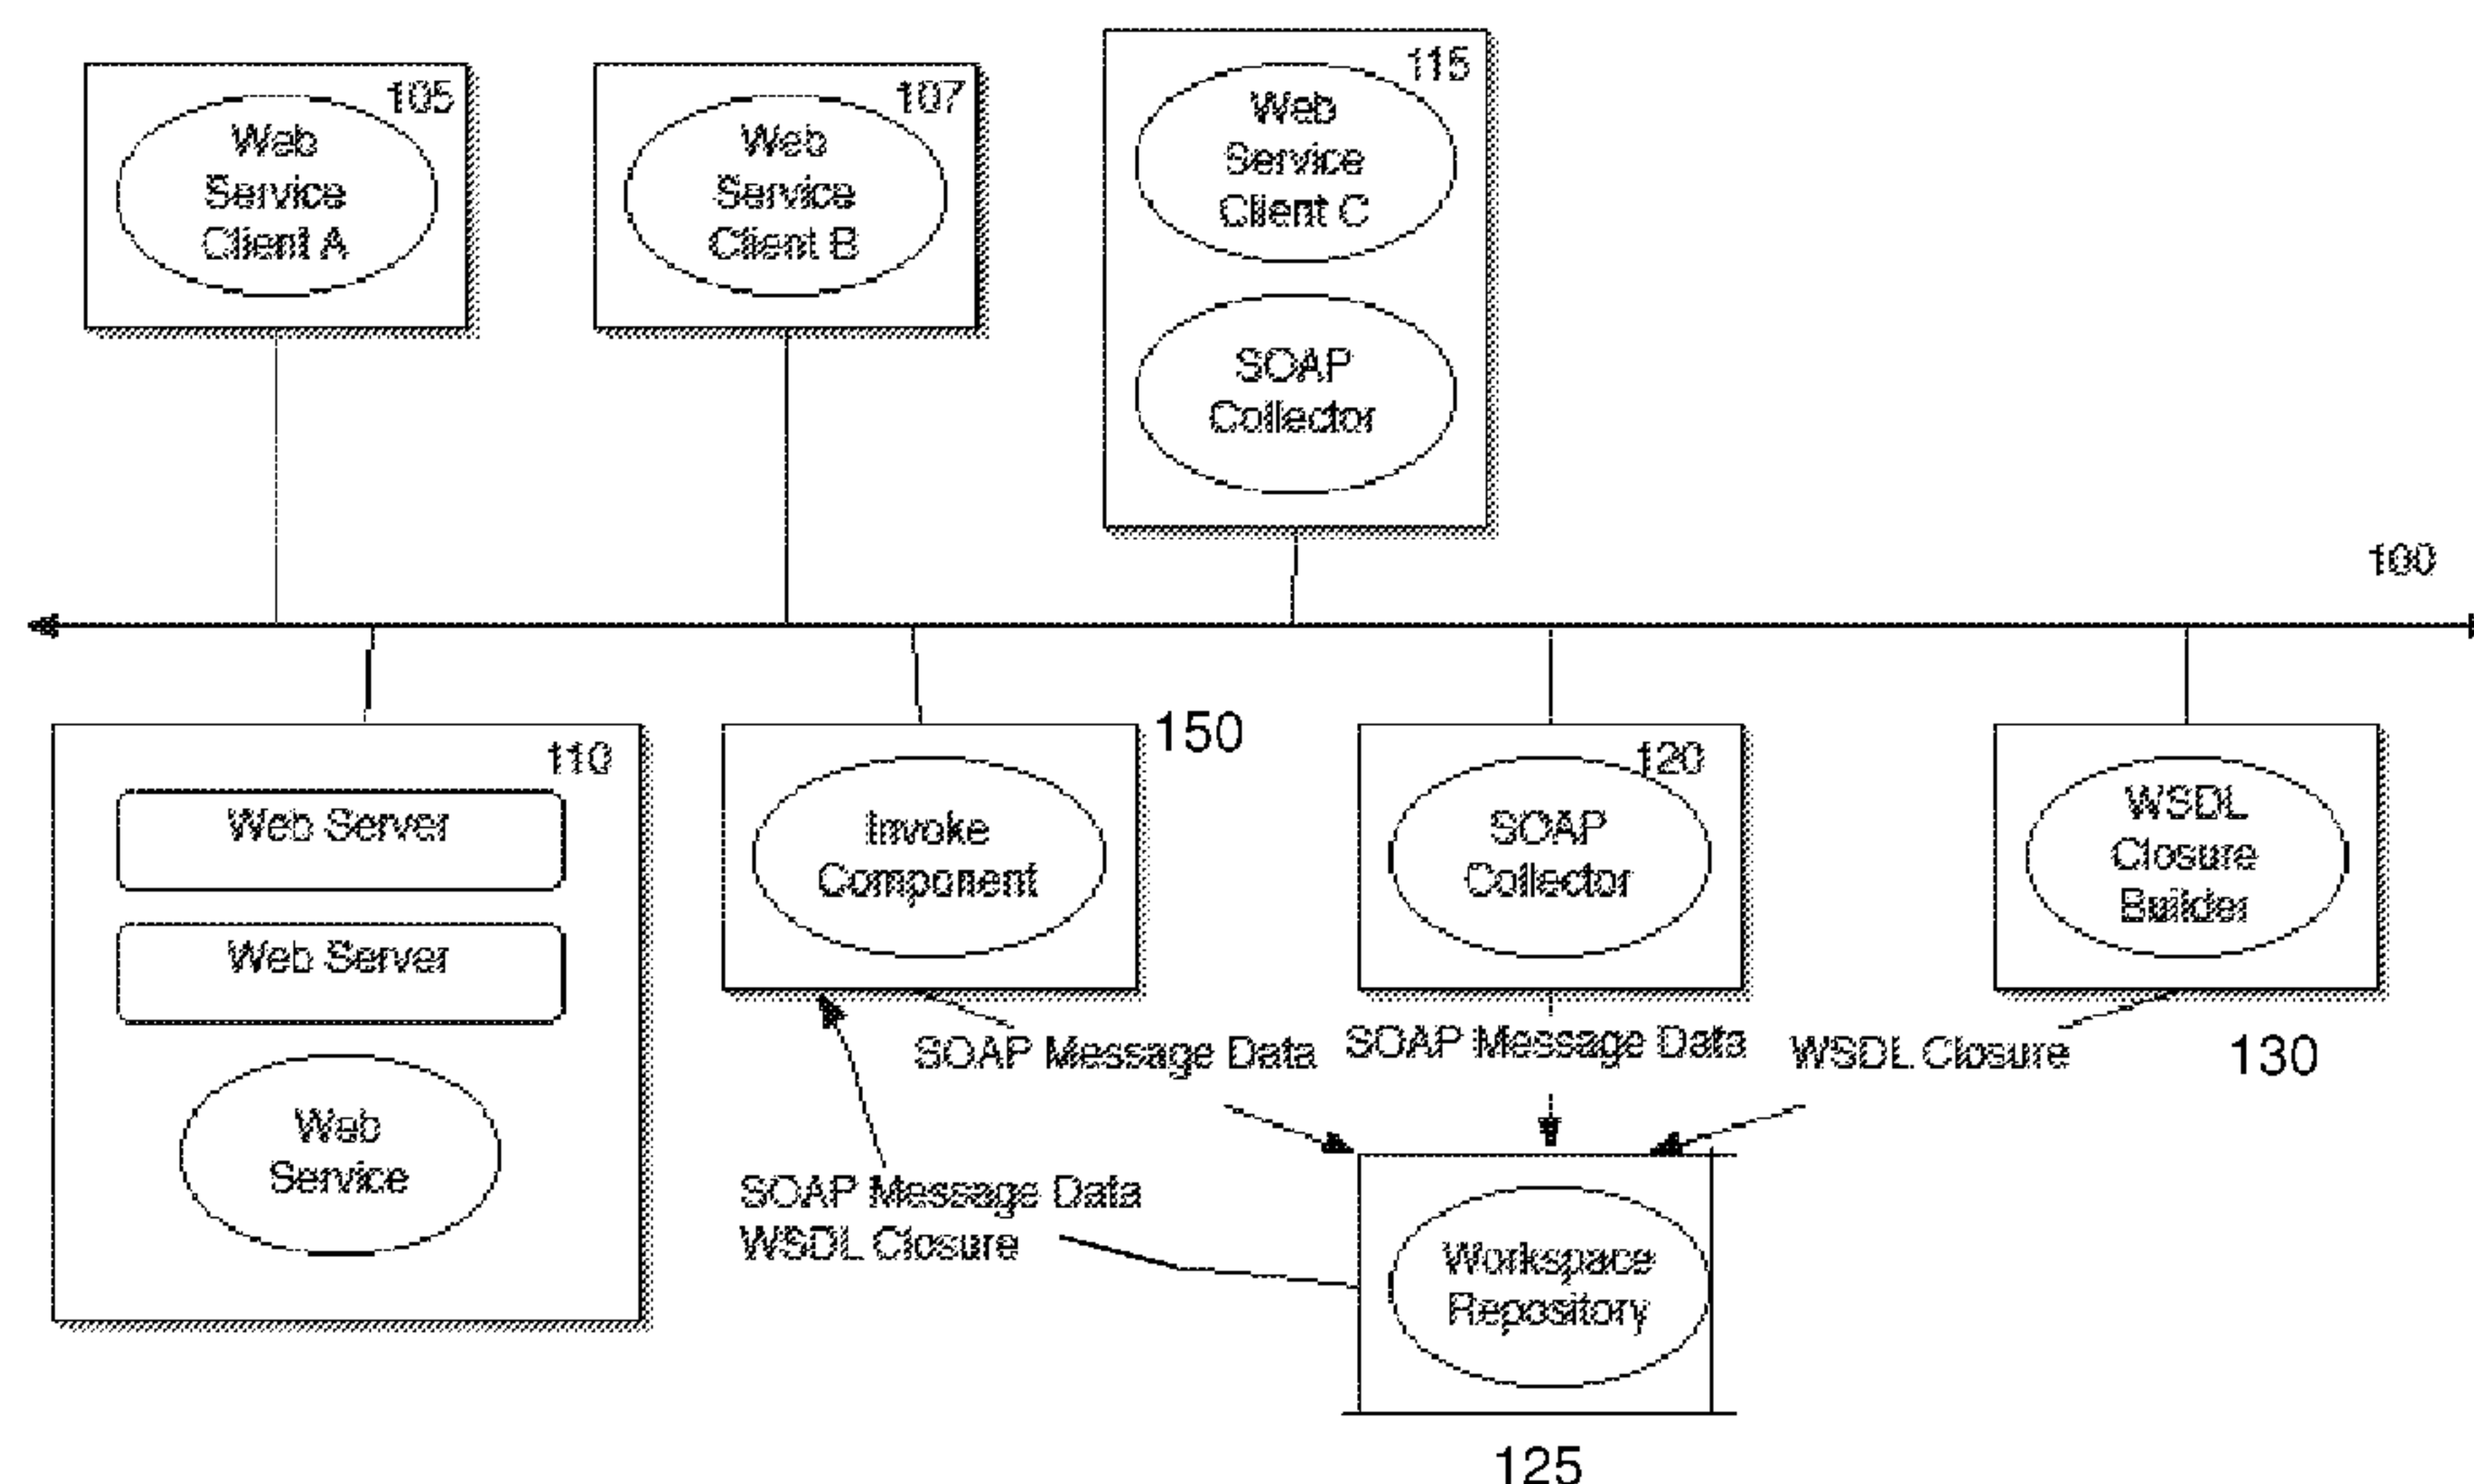 105
Web
Service
Client A
107
Web
Service
Client B
115
Web
Service
Client C
SOAP
Collector
100
110
Web Server
Web Server
Web
Service
150
Invoke
Component
120
SOAP
Collector
WSDL
Closure
Builder
130
SOAP Message Data
SOAP Message Data
WSDL Closure
SOAP Message Data
WSDL Closure
Workspace
Repository
125